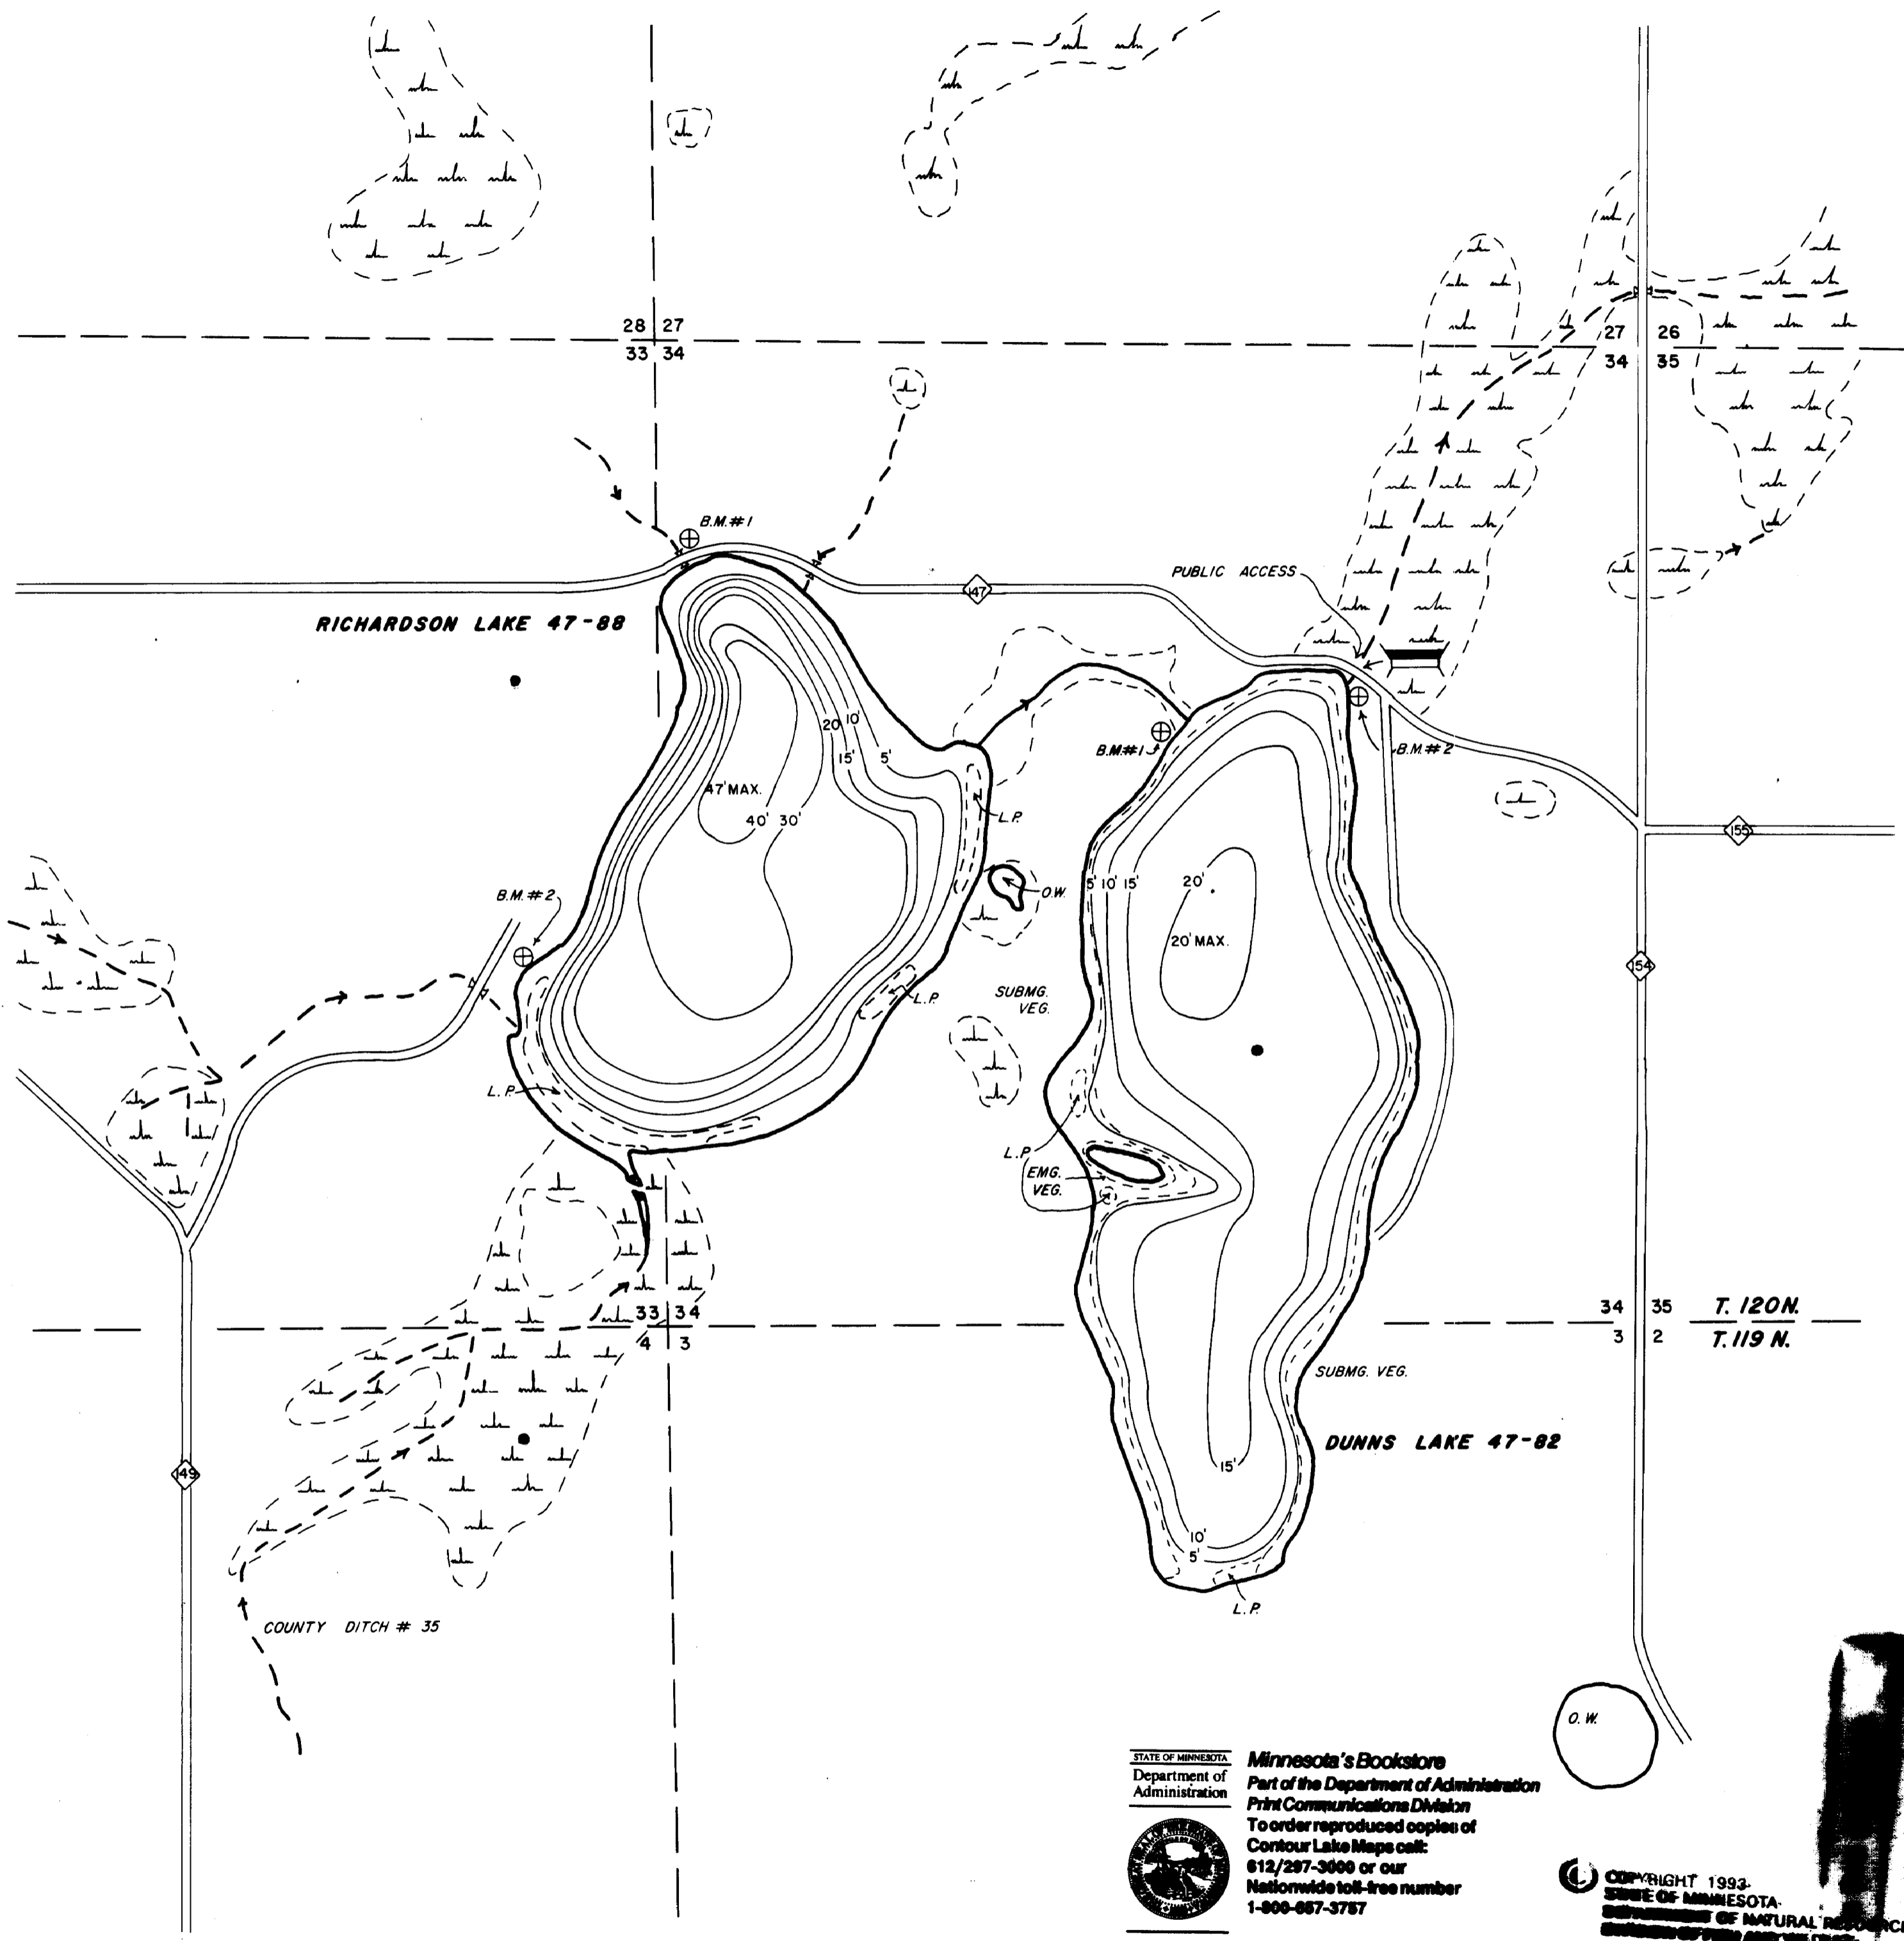 28 27
33 34
27 26
34 35
B.M.#1
147
PUBLIC ACCESS
RICHARDSON LAKE 47-88
20 10'
15' 5'
47' MAX.
40' 30'
L.P.
B.M.#1
B.M.#2
155
B.M.#2
O.W.
5' 10' 15'
20'
20' MAX.
154
L.P.
SUBMG.
VEG.
L.P.
L.P.
EMG.
VEG.
33 34
4 3
34 35
3 2
T. 120N.
T. 119 N.
SUBMG. VEG.
DUNNS LAKE 47-82
149
15'
10'
5'
L.P.
COUNTY DITCH # 35
O.W.
STATE OF MINNESOTA
Department of
Administration
Minnesota's Bookstore
Part of the Department of Administration
Print Communications Division
To order reproduced copies of
Contour Lake Maps call:
612/297-3000 or our
Nationwide toll-free number
1-800-657-3757
COPYRIGHT 1993
STATE OF MINNESOTA
OF NATURAL